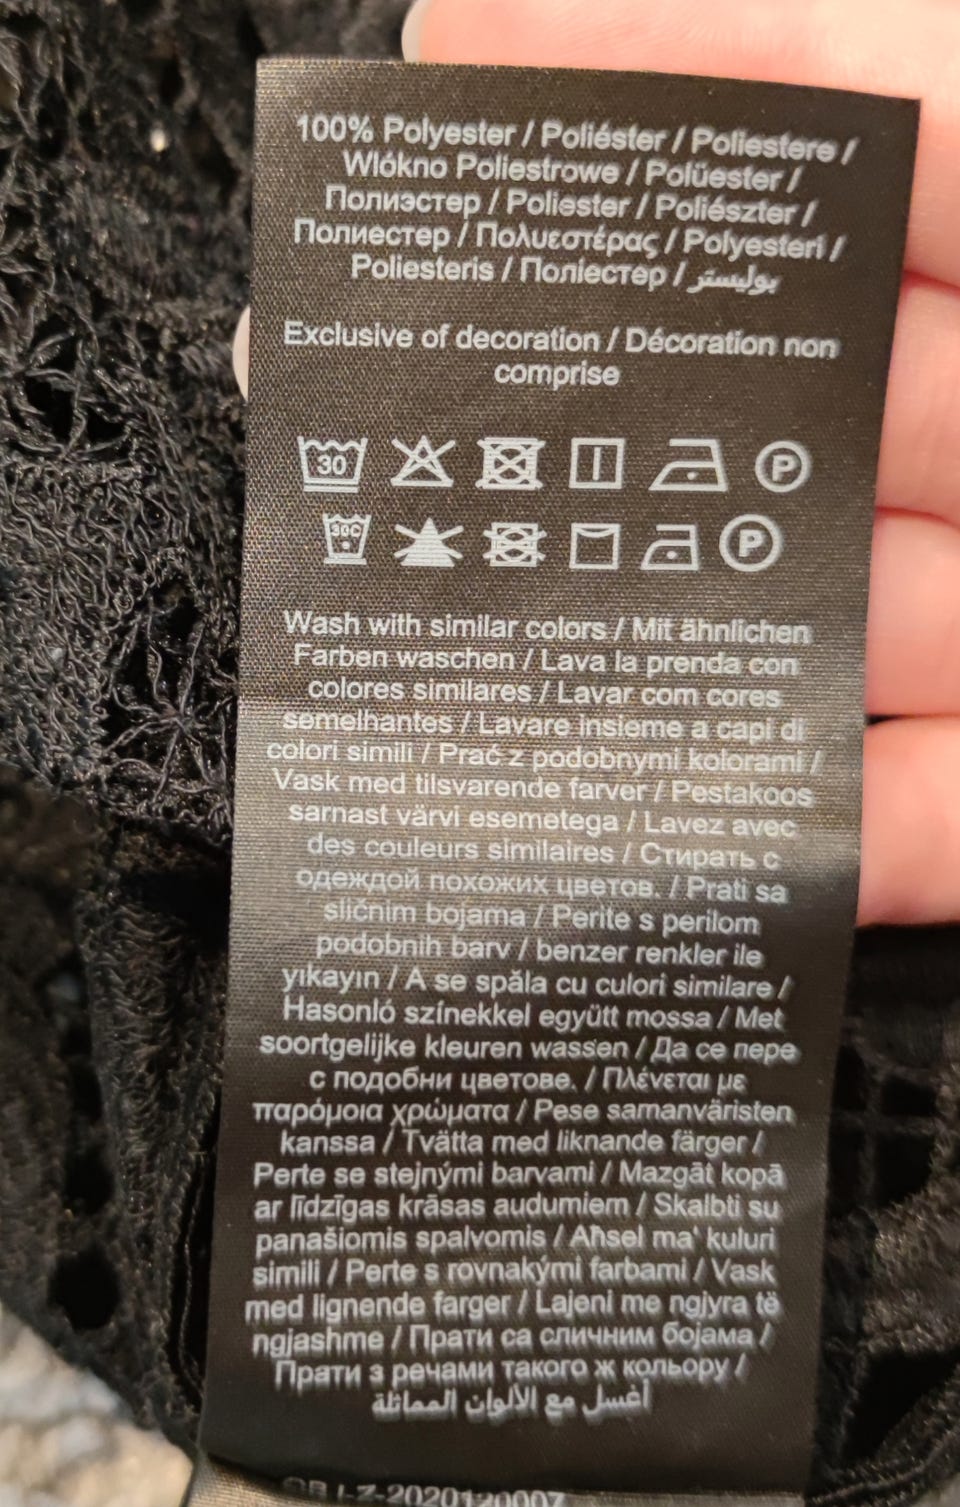 100% Polyester / Poliéster / Poliestere /
Wlókno Poliestrowe / Polüester /
Полиэстер / Poliester / Poliészter /
Полиестер / Πολυεστέρας / Polyesteri /
Poliesteris / Поліестер / بوليستر
Exclusive of decoration / Décoration non
comprise
30 P
30C P
Wash with similar colors / Mit ähnlichen
Farben waschen / Lava la prenda con
colores similares / Lavar com cores
semelhantes / Lavare insieme a capi di
colori simili / Prać z podobnymi kolorami /
Vask med tilsvarende farver / Pestakoos
sarnast värvi esemetega / Lavez avec
des couleurs similaires / Стирать с
одеждой похожих цветов. / Prati sa
sličnim bojama / Perite s perilom
podobnih barv / benzer renkler ile
yıkayın / A se spăla cu culori similare /
Hasonló színekkel együtt mossa / Met
soortgelijke kleuren wassen / Да се пере
с подобни цветове. / Πλένεται με
παρόμοια χρώματα / Pese samanväristen
kanssa / Tvätta med liknande färger /
Perte se stejnými barvami / Mazgāt kopā
ar līdzīgas krāsas audumiem / Skalbti su
panašiomis spalvomis / Aħsel ma' kuluri
simili / Perte s rovnakými farbami / Vask
med lignende farger / Lajeni me ngjyra të
ngjashme / Прати са сличним бојама /
Прати з речами такого ж кольору /
أغسل مع الألوان المماثلة